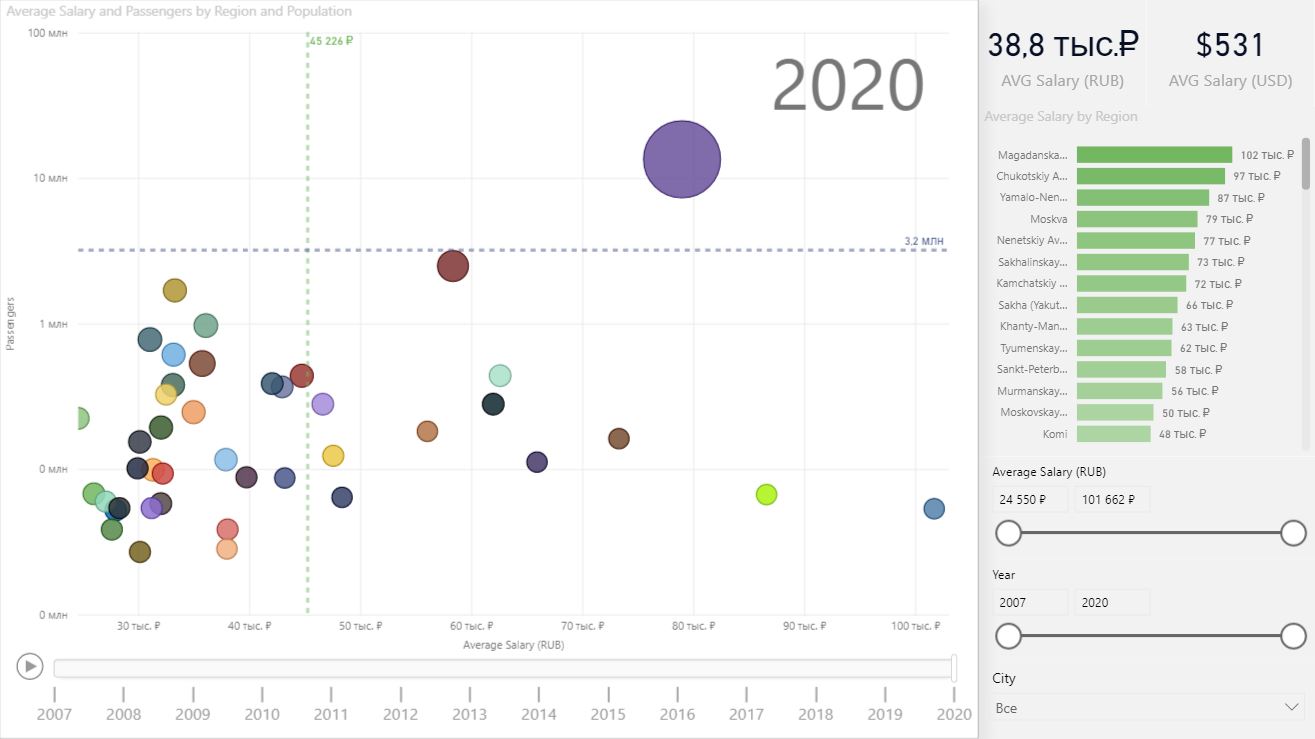 Average Salary and Passengers by Region and Population
100 млн
45 226 ₽
2020
10 млн
3,2 млн
Passengers
1 млн
0 млн
0 млн
30 тыс. ₽ 40 тыс. ₽ 50 тыс. ₽ 60 тыс. ₽ 70 тыс. ₽ 80 тыс. ₽ 90 тыс. ₽ 100 тыс. ₽
Average Salary (RUB)
2007 2008 2009 2010 2011 2012 2013 2014 2015 2016 2017 2018 2019 2020
38,8 тыс.₽
AVG Salary (RUB)
$531
AVG Salary (USD)
Average Salary by Region
Magadanska... 102 тыс. ₽
Chukotskiy A... 97 тыс. ₽
Yamalo-Nen... 87 тыс. ₽
Moskva 79 тыс. ₽
Nenetskiy Av... 77 тыс. ₽
Sakhalinskay... 73 тыс. ₽
Kamchatskiy ... 72 тыс. ₽
Sakha (Yakut... 66 тыс. ₽
Khanty-Man... 63 тыс. ₽
Tyumenskay... 62 тыс. ₽
Sankt-Peterb... 58 тыс. ₽
Murmanskay... 56 тыс. ₽
Moskovskay... 50 тыс. ₽
Komi 48 тыс. ₽
Average Salary (RUB)
24 550 ₽ 101 662 ₽
Year
2007 2020
City
Все